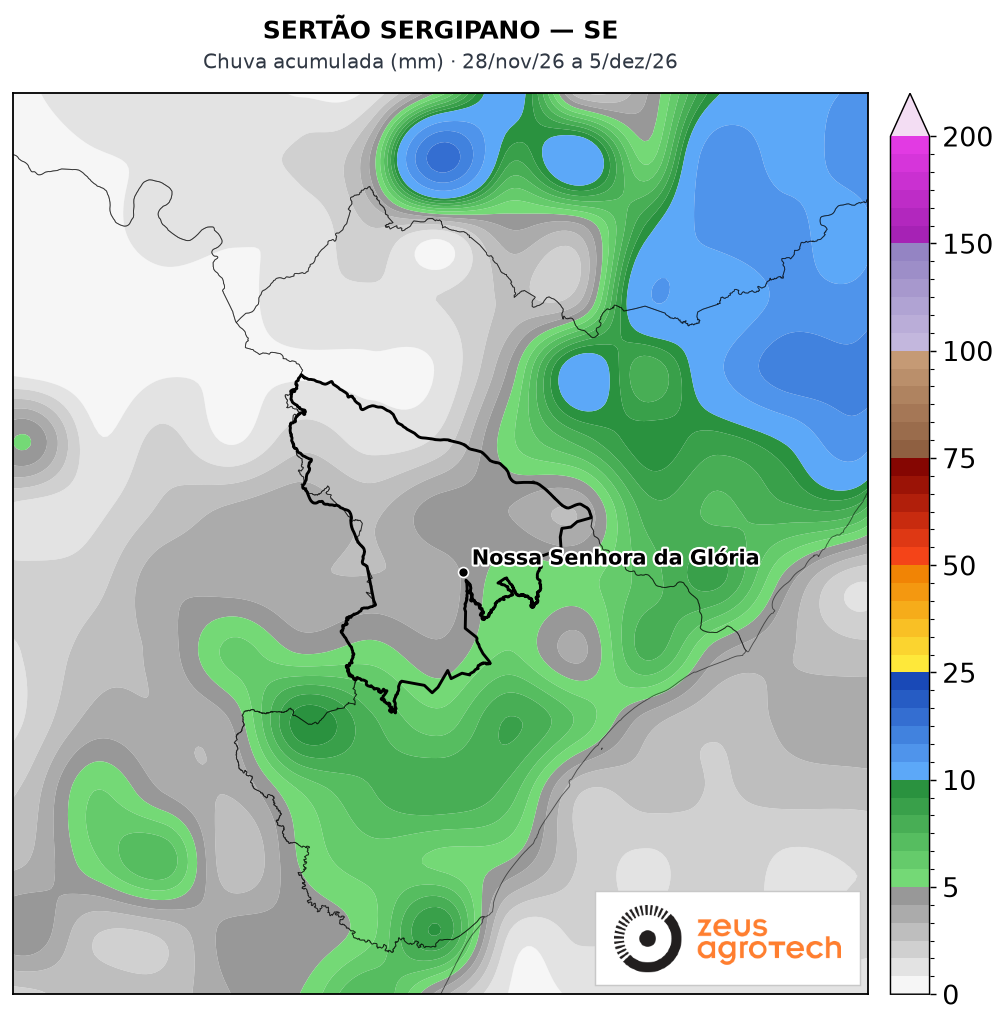 SERTÃO SERGIPANO — SE
Chuva acumulada (mm) · 28/nov/26 a 5/dez/26
200
150
100
75
50
25
10
5
0
Nossa Senhora da Glória
zeus
agrotech